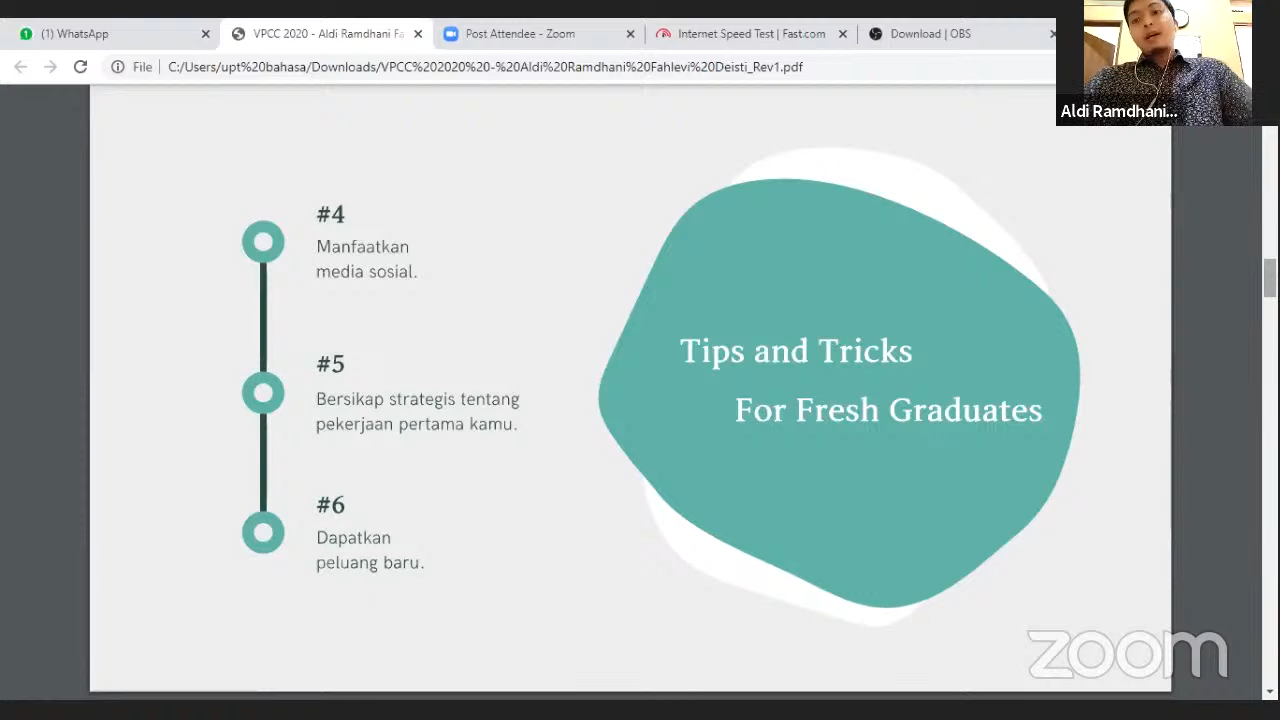 (1) WhatsApp
VPCC 2020 - Aldi Ramdhani Fa
Post Attendee - Zoom
Internet Speed Test | Fast.com
Download | OBS
File
C:/Users/upt%20bahasa/Downloads/VPCC%202020%20-%20Aldi%20Ramdhani%20Fahlevi%20Deisti_Rev1.pdf
Aldi Ramdhani...
#4
Manfaatkan
media sosial.
#5
Bersikap strategis tentang
pekerjaan pertama kamu.
#6
Dapatkan
peluang baru.
Tips and Tricks
For Fresh Graduates
zoom